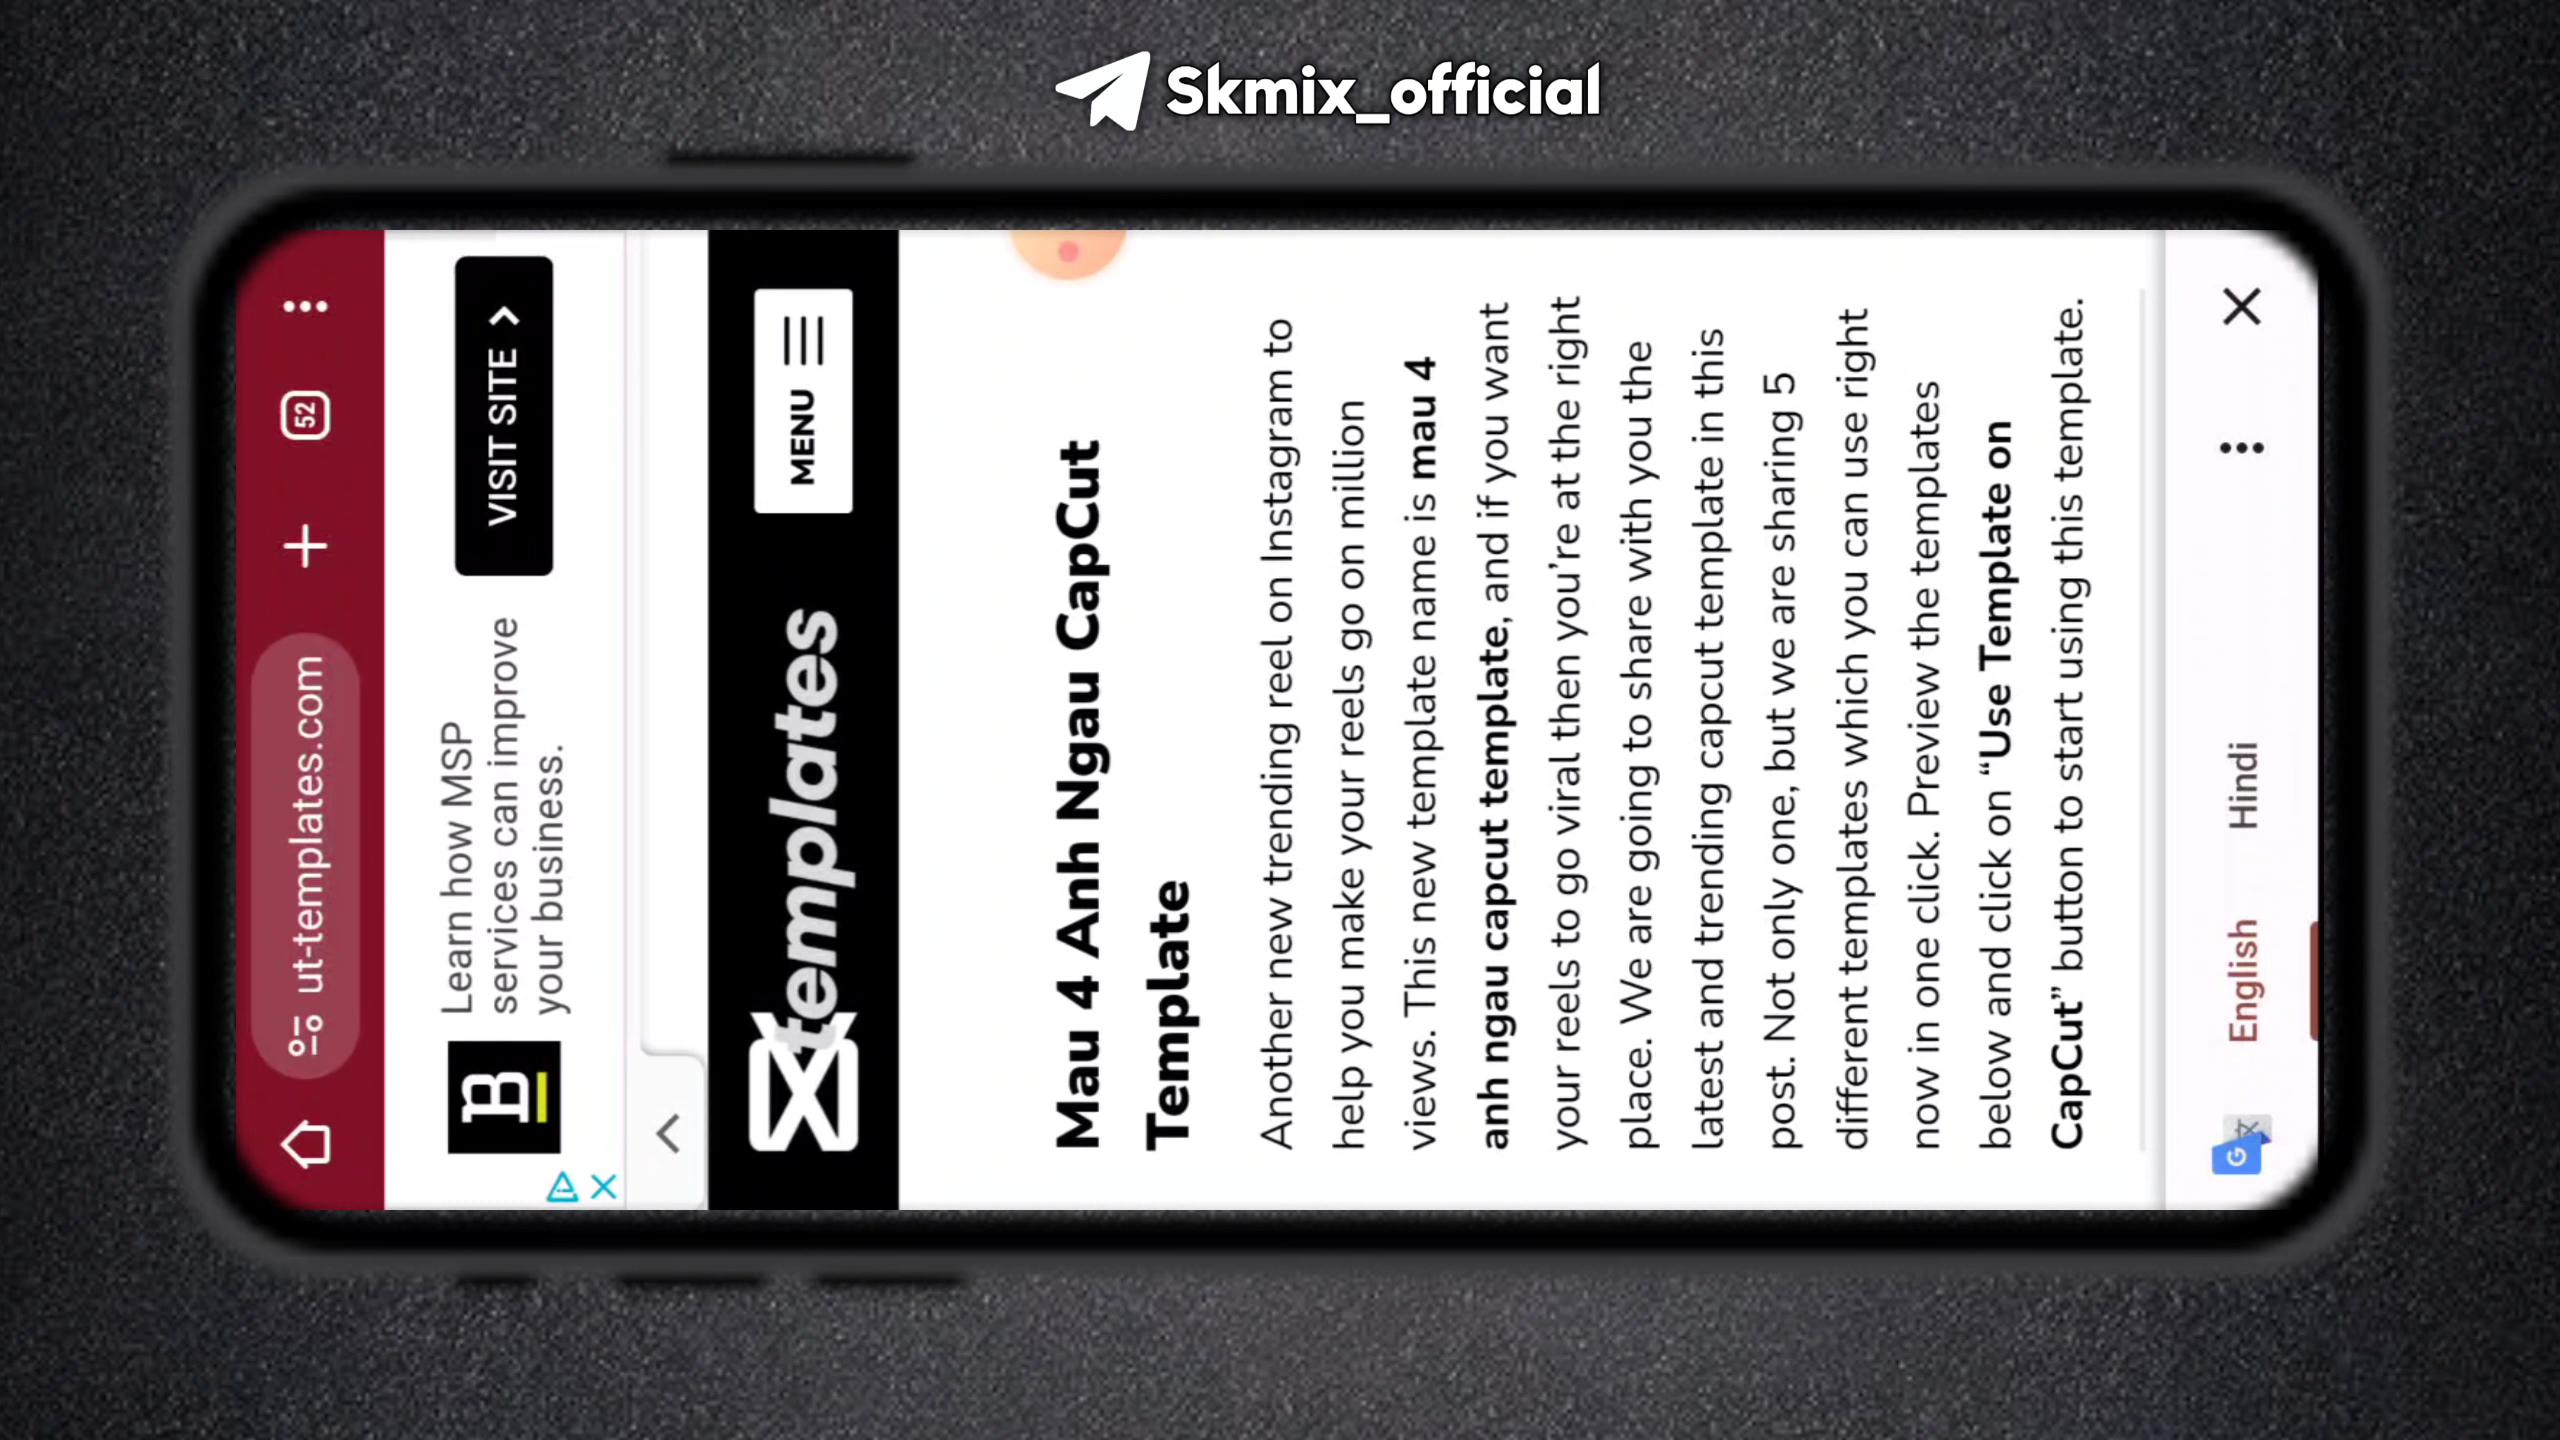 Skmix_official
ut-templates.com
52
B
Learn how MSP
services can improve
your business.
VISIT SITE
templates
MENU
Mau 4 Anh Ngau CapCut
Template
Another new trending reel on Instagram to
help you make your reels go on million
views. This new template name is mau 4
anh ngau capcut template, and if you want
your reels to go viral then you're at the right
place. We are going to share with you the
latest and trending capcut template in this
post. Not only one, but we are sharing 5
different templates which you can use right
now in one click. Preview the templates
below and click on “Use Template on
CapCut” button to start using this template.
G 文
English
Hindi